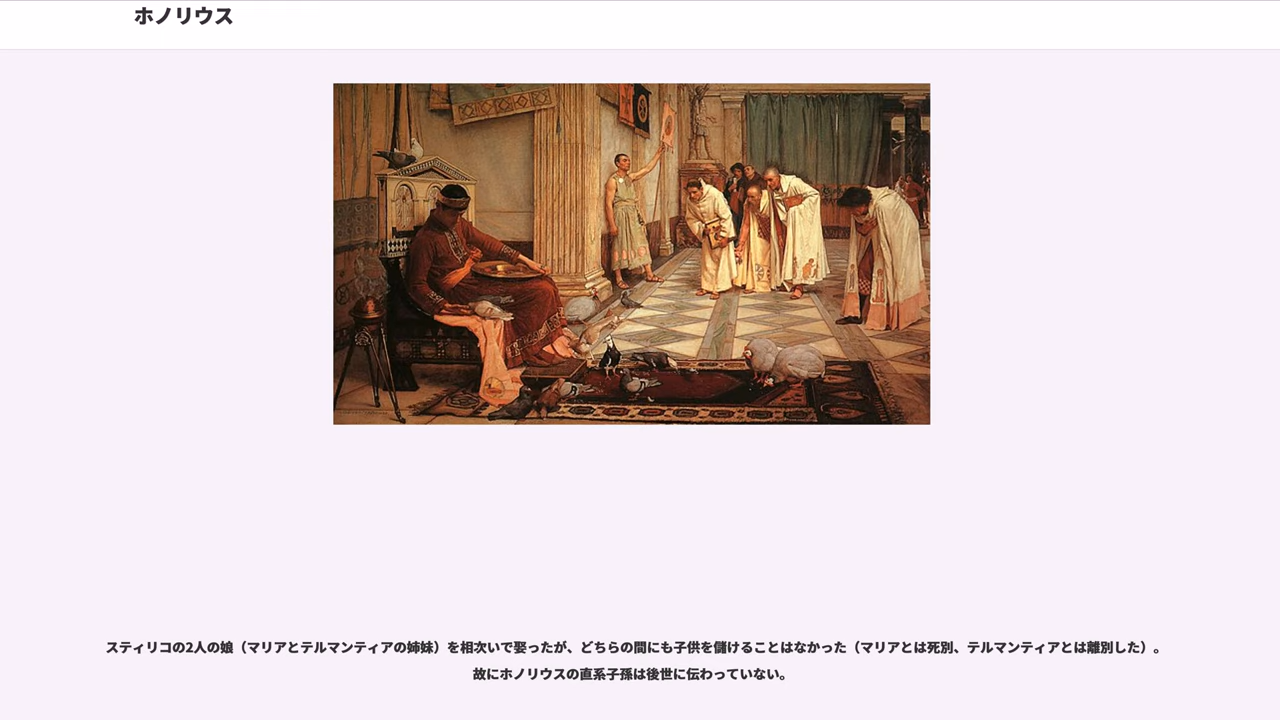 ホノリウス
スティリコの2人の娘（マリアとテルマンティアの姉妹）を相次いで娶ったが、どちらの間にも子供を儲けることはなかった（マリアとは死別、テルマンティアとは離別した）。
故にホノリウスの直系子孫は後世に伝わっていない。